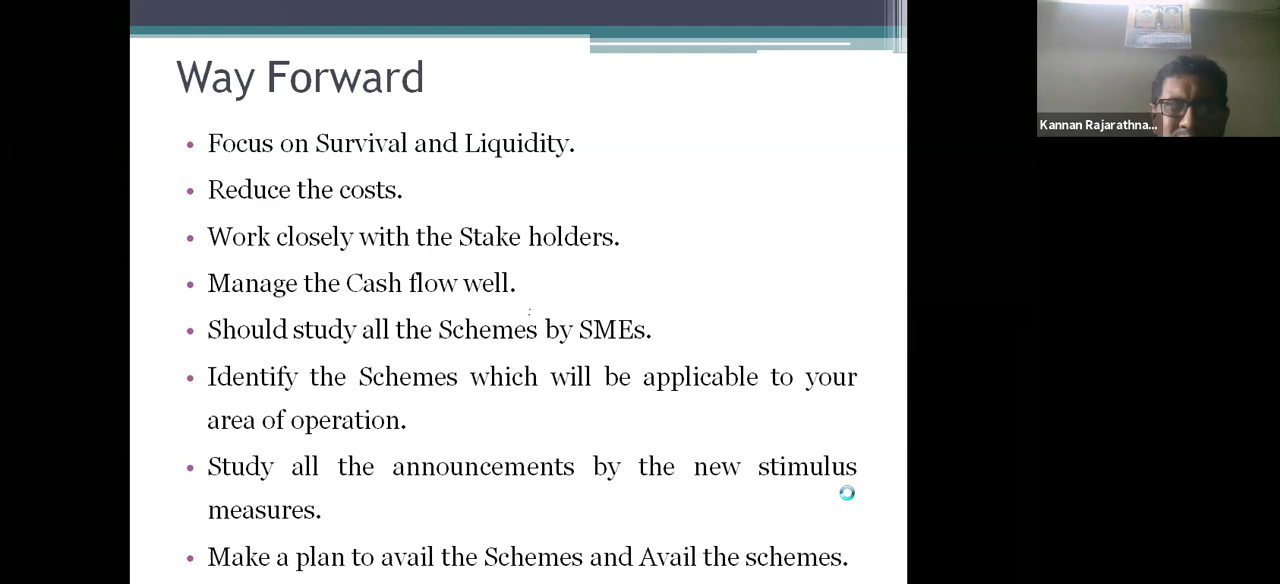 Way Forward
• Focus on Survival and Liquidity.
• Reduce the costs.
• Work closely with the Stake holders.
• Manage the Cash flow well.
• Should study all the Schemes by SMEs.
• Identify the Schemes which will be applicable to your
area of operation.
• Study all the announcements by the new stimulus
measures.
• Make a plan to avail the Schemes and Avail the schemes.
Kannan Rajarathna...